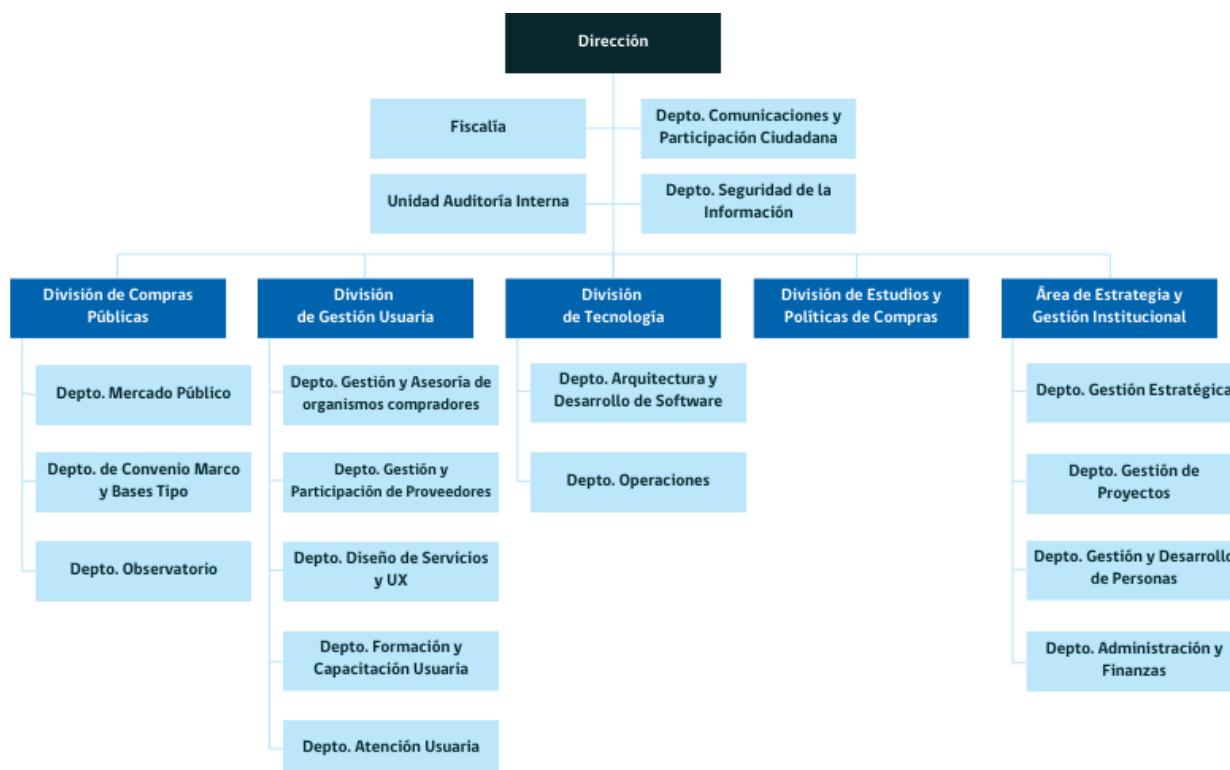 Dirección
Fiscalía
Depto. Comunicaciones y
Participación Ciudadana
Unidad Auditoría Interna
Depto. Seguridad de la
Información
División de Compras
Públicas
División
de Gestión Usuaria
División
de Tecnología
División de Estudios y
Políticas de Compras
Área de Estrategia y
Gestión Institucional
Depto. Mercado Público
Depto. de Convenio Marco
y Bases Tipo
Depto. Observatorio
Depto. Gestión y Asesoría de
organismos compradores
Depto. Gestión y
Participación de Proveedores
Depto. Diseño de Servicios
y UX
Depto. Formación y
Capacitación Usuaria
Depto. Atención Usuaria
Depto. Arquitectura y
Desarrollo de Software
Depto. Operaciones
Depto. Gestión Estratégica
Depto. Gestión de
Proyectos
Depto. Gestión y Desarrollo
de Personas
Depto. Administración y
Finanzas